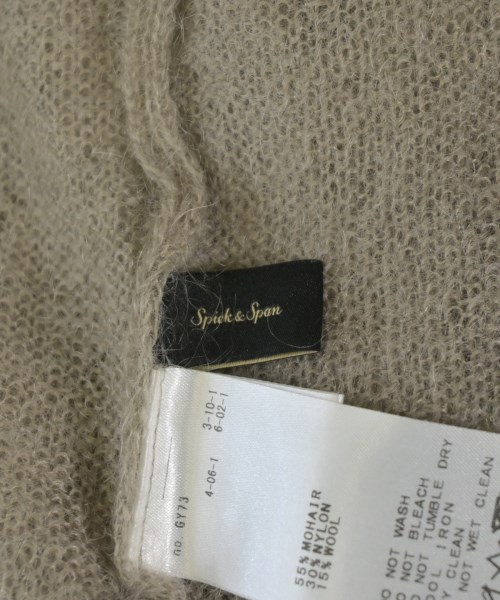 Spick & Span
3-10-1
6-02-1
4-06-1
no GY73
55% MOHAIR
30% NYLON
15% WOOL
NOT WASH
NOT BLEACH
NOT TUMBLE DRY
IRON
CLEAN
NOT WET CLEAN